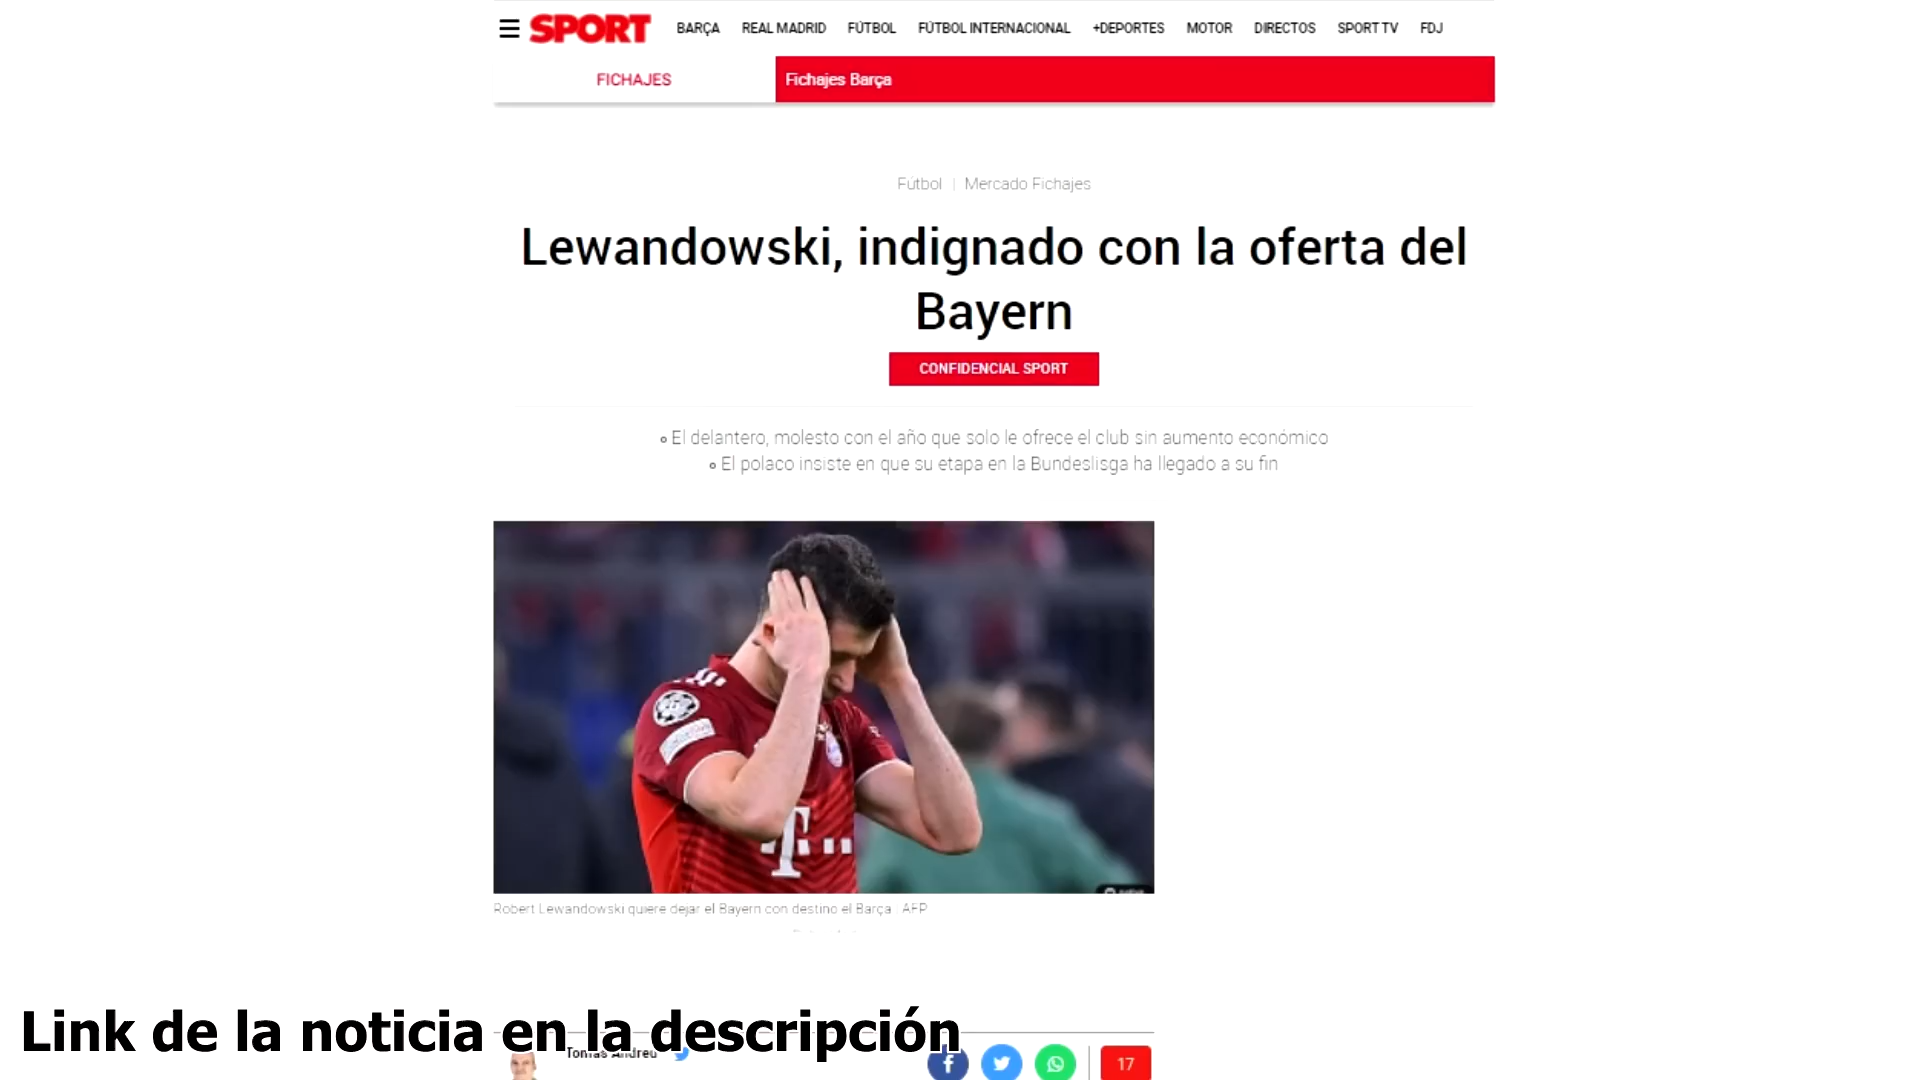 SPORT BARÇA REAL MADRID FÚTBOL FÚTBOL INTERNACIONAL +DEPORTES MOTOR DIRECTOS SPORT TV FDJ
FICHAJES Fichajes Barça
Fútbol | Mercado Fichajes
Lewandowski, indignado con la oferta del
Bayern
CONFIDENCIAL SPORT
El delantero, molesto con el año que solo le ofrece el club sin aumento económico
El polaco insiste en que su etapa en la Bundeslisga ha llegado a su fin
T
Robert Lewandowski quiere dejar el Bayern con destino el Barça | AFP
Link de la noticia en la descripción
Tomàs Andreu
17